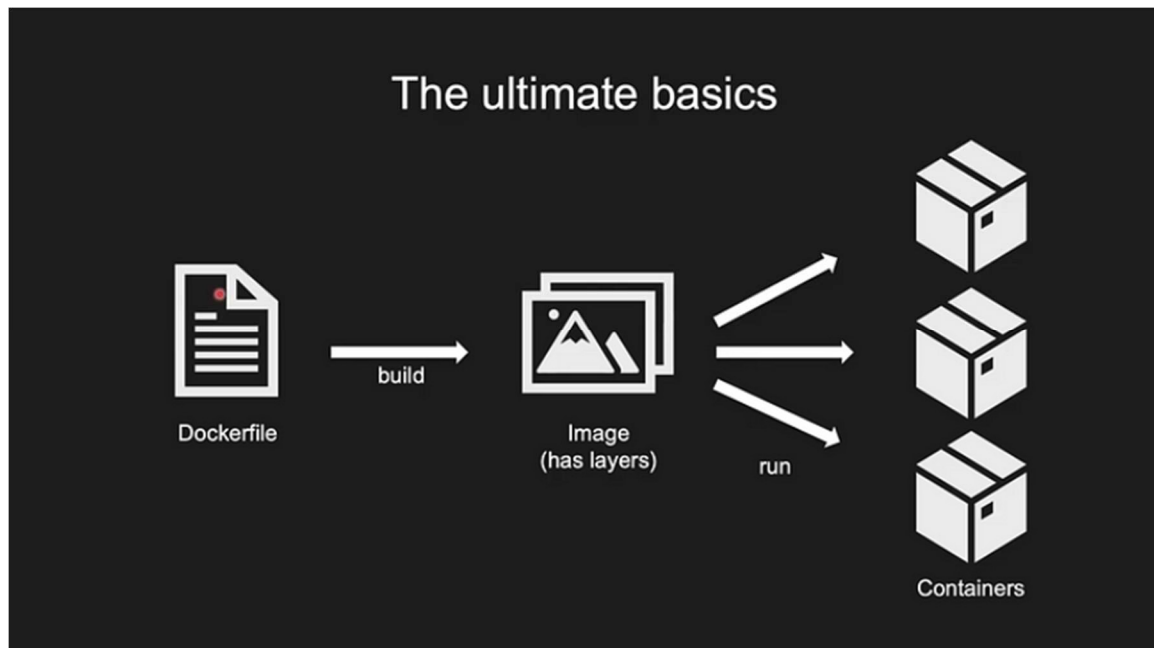 The ultimate basics
build
Dockerfile
Image
(has layers)
run
Containers